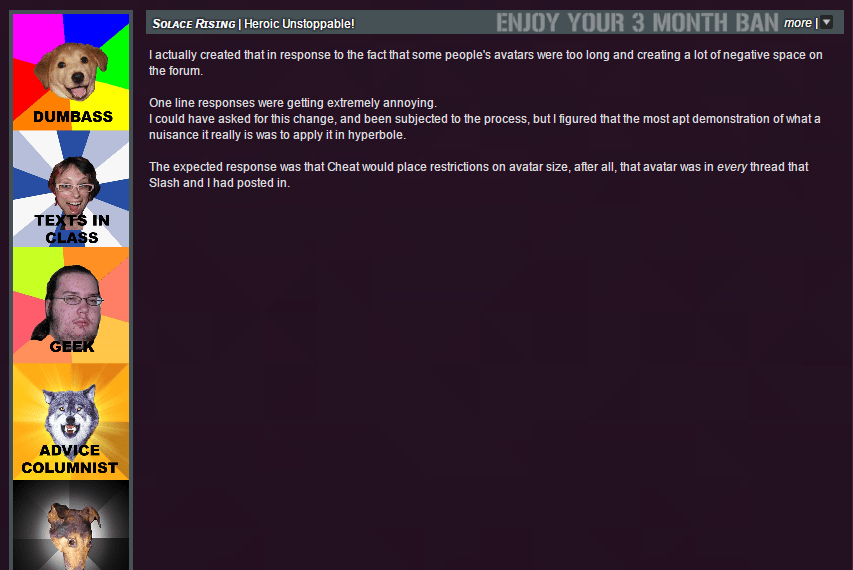 SOLACE RISING | Heroic Unstoppable!
ENJOY YOUR 3 MONTH BAN
more |
I actually created that in response to the fact that some people's avatars were too long and creating a lot of negative space on
the forum.
One line responses were getting extremely annoying.
I could have asked for this change, and been subjected to the process, but I figured that the most apt demonstration of what a
nuisance it really is was to apply it in hyperbole.
The expected response was that Cheat would place restrictions on avatar size, after all, that avatar was in every thread that
Slash and I had posted in.
DUMBASS
TEXTS IN
CLASS
GEEK
ADVICE
COLUMNIST